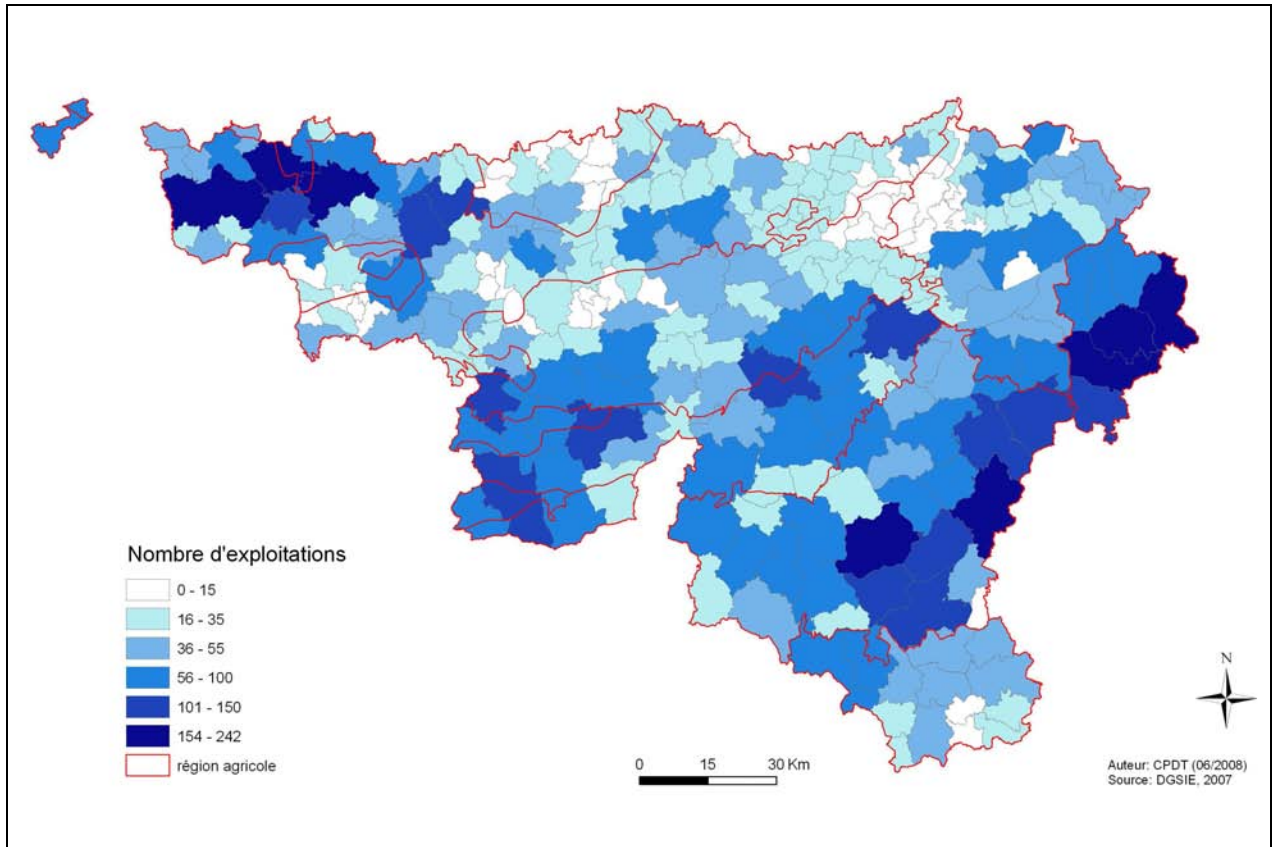 Nombre d'exploitations
0 - 15
16 - 35
36 - 55
56 - 100
101 - 150
154 - 242
région agricole
0 15 30 Km
N
Auteur: CPDT (06/2008)
Source: DGSIE, 2007